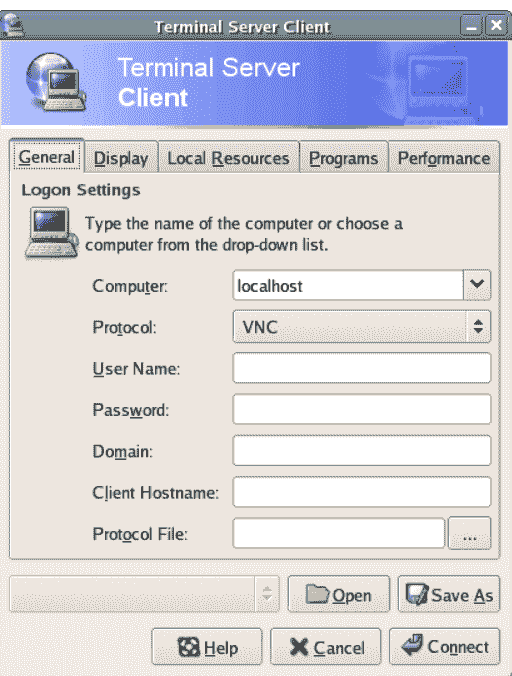 Terminal Server Client
Terminal Server
Client
General Display Local Resources Programs Performance
Logon Settings
Type the name of the computer or choose a
computer from the drop-down list.
Computer: localhost
Protocol: VNC
User Name:
Password:
Domain:
Client Hostname:
Protocol File: ...
Open Save As
Help Cancel Connect